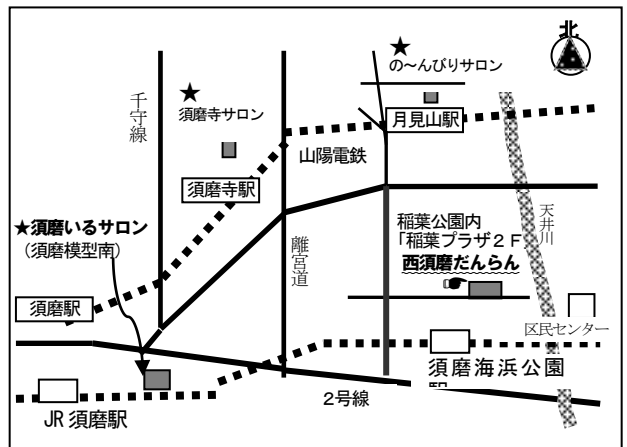 北
★
の～んびりサロン
千守線
★
須磨寺サロン
月見山駅
山陽電鉄
須磨寺駅
★須磨いるサロン
（須磨模型南）
離宮道
稲葉公園内
「稲葉プラザ２Ｆ
西須磨だんらん
天井川
須磨駅
区民センター
須磨海浜公園
駅
２号線
JR 須磨駅